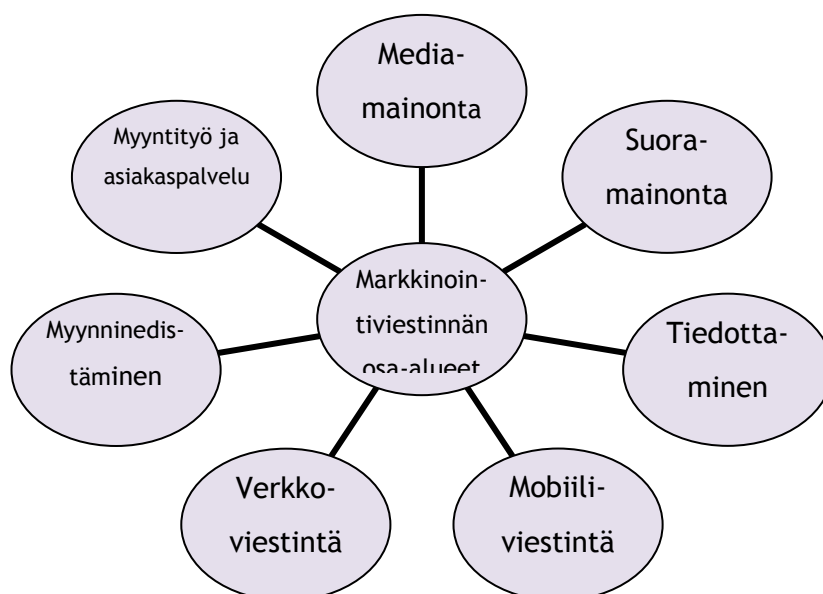 Media-
mainonta
Suora-
mainonta
Tiedotta-
minen
Mobiili-
viestintä
Verkko-
viestintä
Myynninedis-
täminen
Myyntityö ja
asiakaspalvelu
Markkinoin-
tiviestinnän
osa-alueet